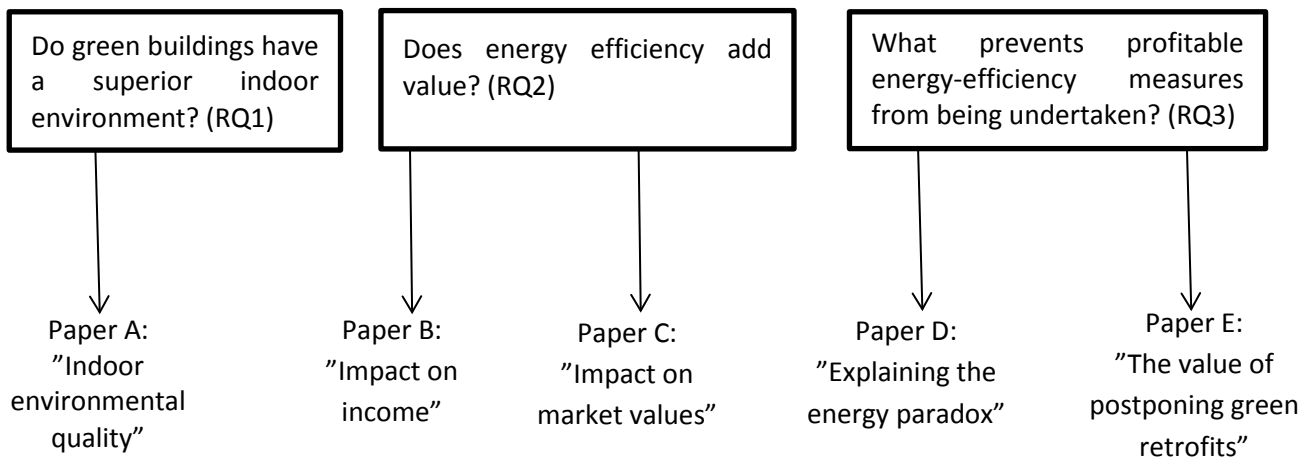 Do green buildings have
a superior indoor
environment? (RQ1)
Does energy efficiency add
value? (RQ2)
What prevents profitable
energy-efficiency measures
from being undertaken? (RQ3)
Paper A:
”Indoor
environmental
quality”
Paper B:
”Impact on
income”
Paper C:
”Impact on
market values”
Paper D:
”Explaining the
energy paradox”
Paper E:
”The value of
postponing green
retrofits”